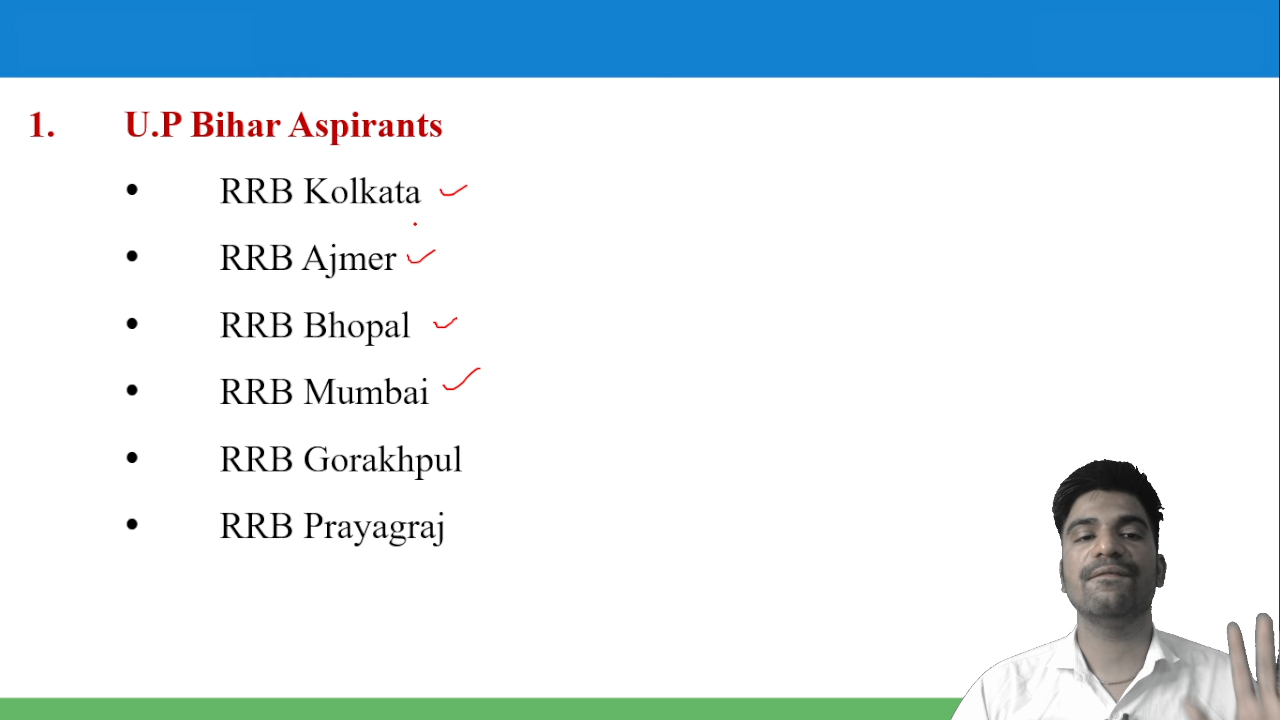 1. U.P Bihar Aspirants
• RRB Kolkata
• RRB Ajmer
• RRB Bhopal
• RRB Mumbai
• RRB Gorakhpul
• RRB Prayagraj